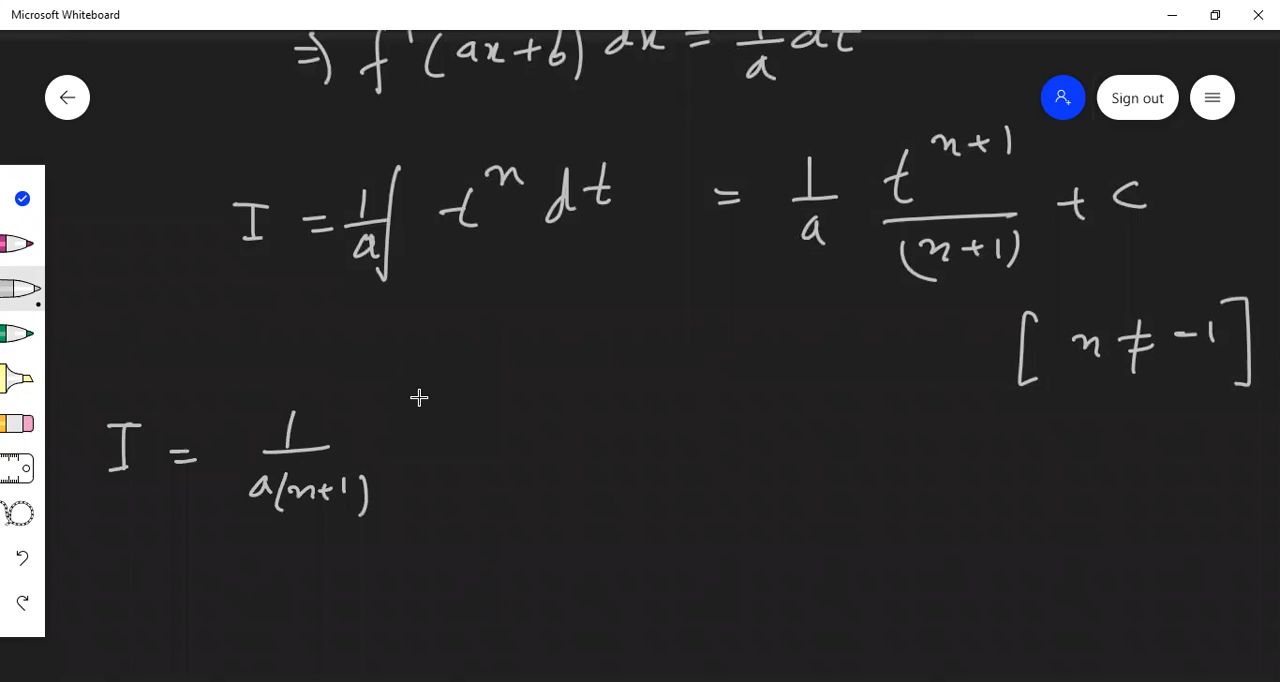 Microsoft Whiteboard
=> f'(ax+b) dx = 1/a dt
Sign out
I = 1/a ∫ t^n dt = 1/a t^(n+1)/(n+1) + c
[n ≠ -1]
I = 1/a(n+1)